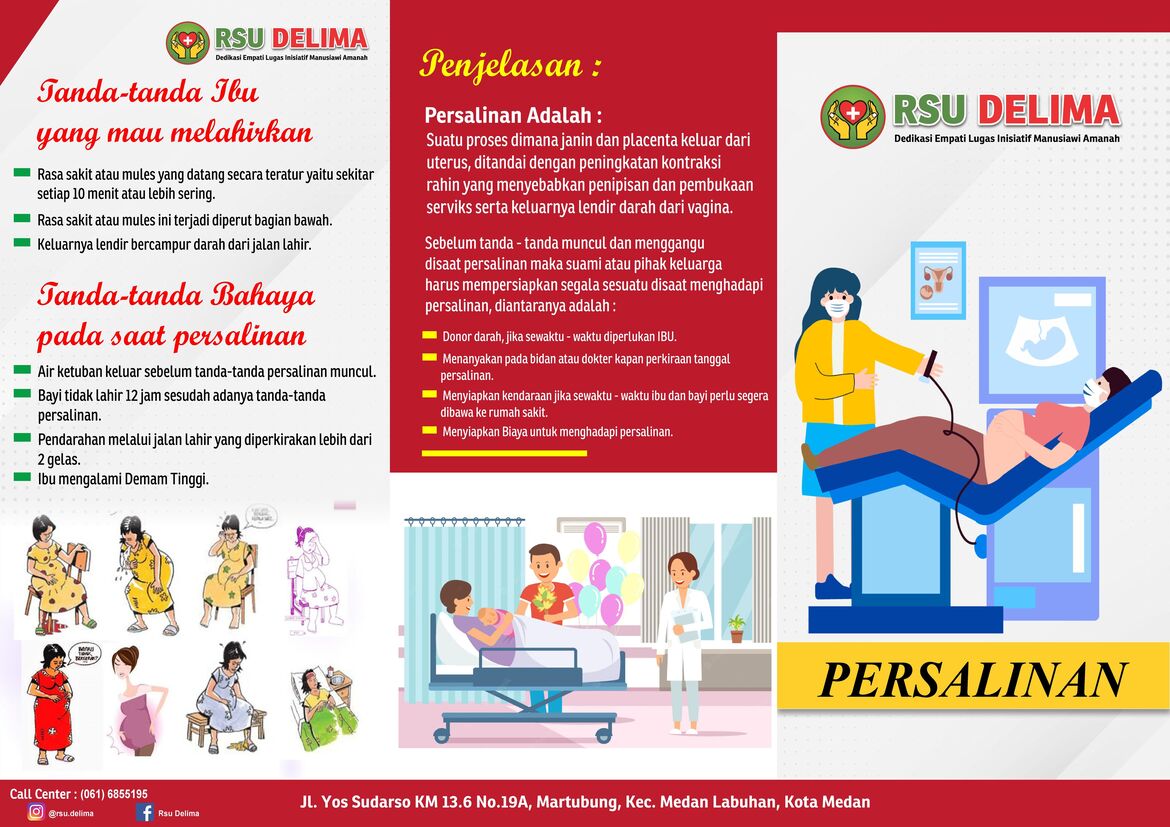 RSU DELIMA
Dedikasi Empati Lugas Inisiatif Manusiawi Amanah
Tanda-tanda Ibu
yang mau melahirkan
Rasa sakit atau mules yang datang secara teratur yaitu sekitar
setiap 10 menit atau lebih sering.
Rasa sakit atau mules ini terjadi diperut bagian bawah.
Keluarnya lendir bercampur darah dari jalan lahir.
Tanda-tanda Bahaya
pada saat persalinan
Air ketuban keluar sebelum tanda-tanda persalinan muncul.
Bayi tidak lahir 12 jam sesudah adanya tanda-tanda
persalinan.
Pendarahan melalui jalan lahir yang diperkirakan lebih dari
2 gelas.
Ibu mengalami Demam Tinggi.
Call Center : (061) 6855195
@rsu.delima
Rsu Delima
Penjelasan :
Persalinan Adalah :
Suatu proses dimana janin dan placenta keluar dari
uterus, ditandai dengan peningkatan kontraksi
rahin yang menyebabkan penipisan dan pembukaan
serviks serta keluarnya lendir darah dari vagina.
Sebelum tanda - tanda muncul dan menggangu
disaat persalinan maka suami atau pihak keluarga
harus mempersiapkan segala sesuatu disaat menghadapi
persalinan, diantaranya adalah :
Donor darah, jika sewaktu - waktu diperlukan IBU.
Menanyakan pada bidan atau dokter kapan perkiraan tanggal
persalinan.
Menyiapkan kendaraan jika sewaktu - waktu ibu dan bayi perlu segera
dibawa ke rumah sakit.
Menyiapkan Biaya untuk menghadapi persalinan.
Jl. Yos Sudarso KM 13.6 No.19A, Martubung, Kec. Medan Labuhan, Kota Medan
RSU DELIMA
Dedikasi Empati Lugas Inisiatif Manusiawi Amanah
PERSALINAN